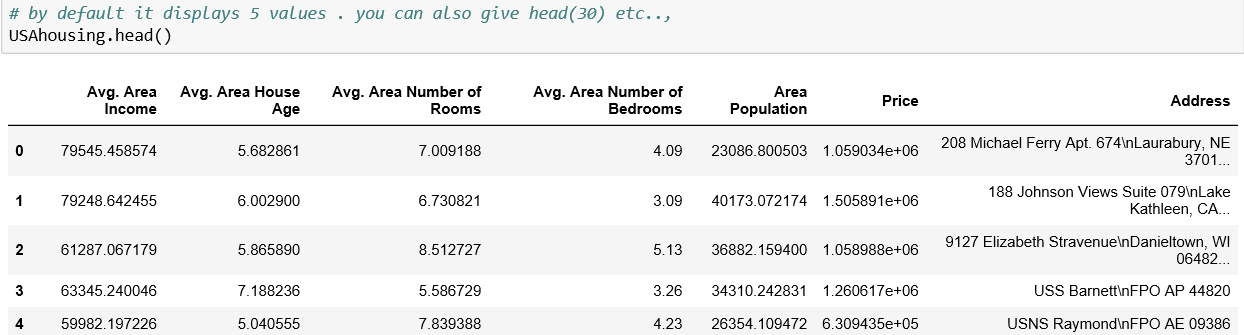 # by default it displays 5 values . you can also give head(30) etc..,
USAhousing.head()
Avg. Area Income Avg. Area House Age Avg. Area Number of Rooms Avg. Area Number of Bedrooms Area Population Price Address
0 79545.458574 5.682861 7.009188 4.09 23086.800503 1.059034e+06 208 Michael Ferry Apt. 674\nLaurabury, NE 3701...
1 79248.642455 6.002900 6.730821 3.09 40173.072174 1.505891e+06 188 Johnson Views Suite 079\nLake Kathleen, CA...
2 61287.067179 5.865890 8.512727 5.13 36882.159400 1.058988e+06 9127 Elizabeth Stravenue\nDanieltown, WI 06482...
3 63345.240046 7.188236 5.586729 3.26 34310.242831 1.260617e+06 USS Barnett\nFPO AP 44820
4 59982.197226 5.040555 7.839388 4.23 26354.109472 6.309435e+05 USNS Raymond\nFPO AE 09386